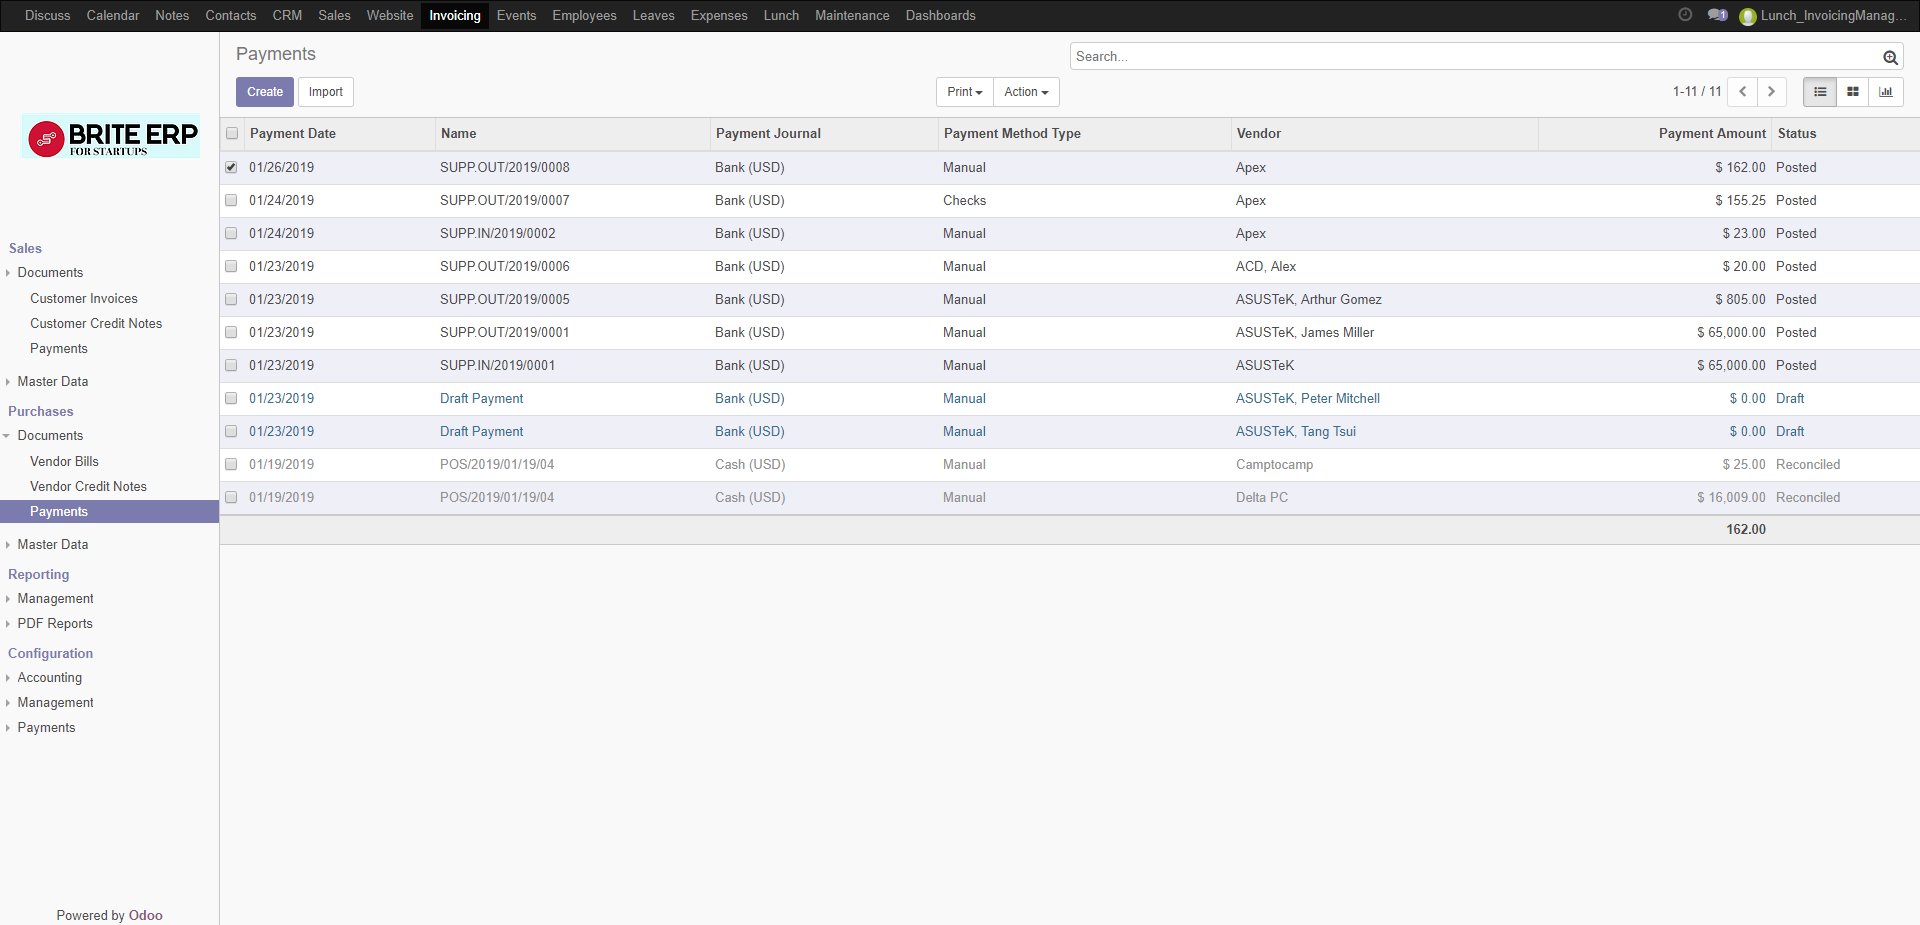 Discuss Calendar Notes Contacts CRM Sales Website Invoicing Events Employees Leaves Expenses Lunch Maintenance Dashboards 1 Lunch_InvoicingManag...
Payments
Search...
Create Import Print Action 1-11 / 11
BRITE ERP
FOR STARTUPS
Sales
Documents
Customer Invoices
Customer Credit Notes
Payments
Master Data
Purchases
Documents
Vendor Bills
Vendor Credit Notes
Payments
Master Data
Reporting
Management
PDF Reports
Configuration
Accounting
Management
Payments
Powered by Odoo
Payment Date Name Payment Journal Payment Method Type Vendor Payment Amount Status
01/26/2019 SUPP.OUT/2019/0008 Bank (USD) Manual Apex $ 162.00 Posted
01/24/2019 SUPP.OUT/2019/0007 Bank (USD) Checks Apex $ 155.25 Posted
01/24/2019 SUPP.IN/2019/0002 Bank (USD) Manual Apex $ 23.00 Posted
01/23/2019 SUPP.OUT/2019/0006 Bank (USD) Manual ACD, Alex $ 20.00 Posted
01/23/2019 SUPP.OUT/2019/0005 Bank (USD) Manual ASUSTeK, Arthur Gomez $ 805.00 Posted
01/23/2019 SUPP.OUT/2019/0001 Bank (USD) Manual ASUSTeK, James Miller $ 65,000.00 Posted
01/23/2019 SUPP.IN/2019/0001 Bank (USD) Manual ASUSTeK $ 65,000.00 Posted
01/23/2019 Draft Payment Bank (USD) Manual ASUSTeK, Peter Mitchell $ 0.00 Draft
01/23/2019 Draft Payment Bank (USD) Manual ASUSTeK, Tang Tsui $ 0.00 Draft
01/19/2019 POS/2019/01/19/04 Cash (USD) Manual Camptocamp $ 25.00 Reconciled
01/19/2019 POS/2019/01/19/04 Cash (USD) Manual Delta PC $ 16,009.00 Reconciled
162.00